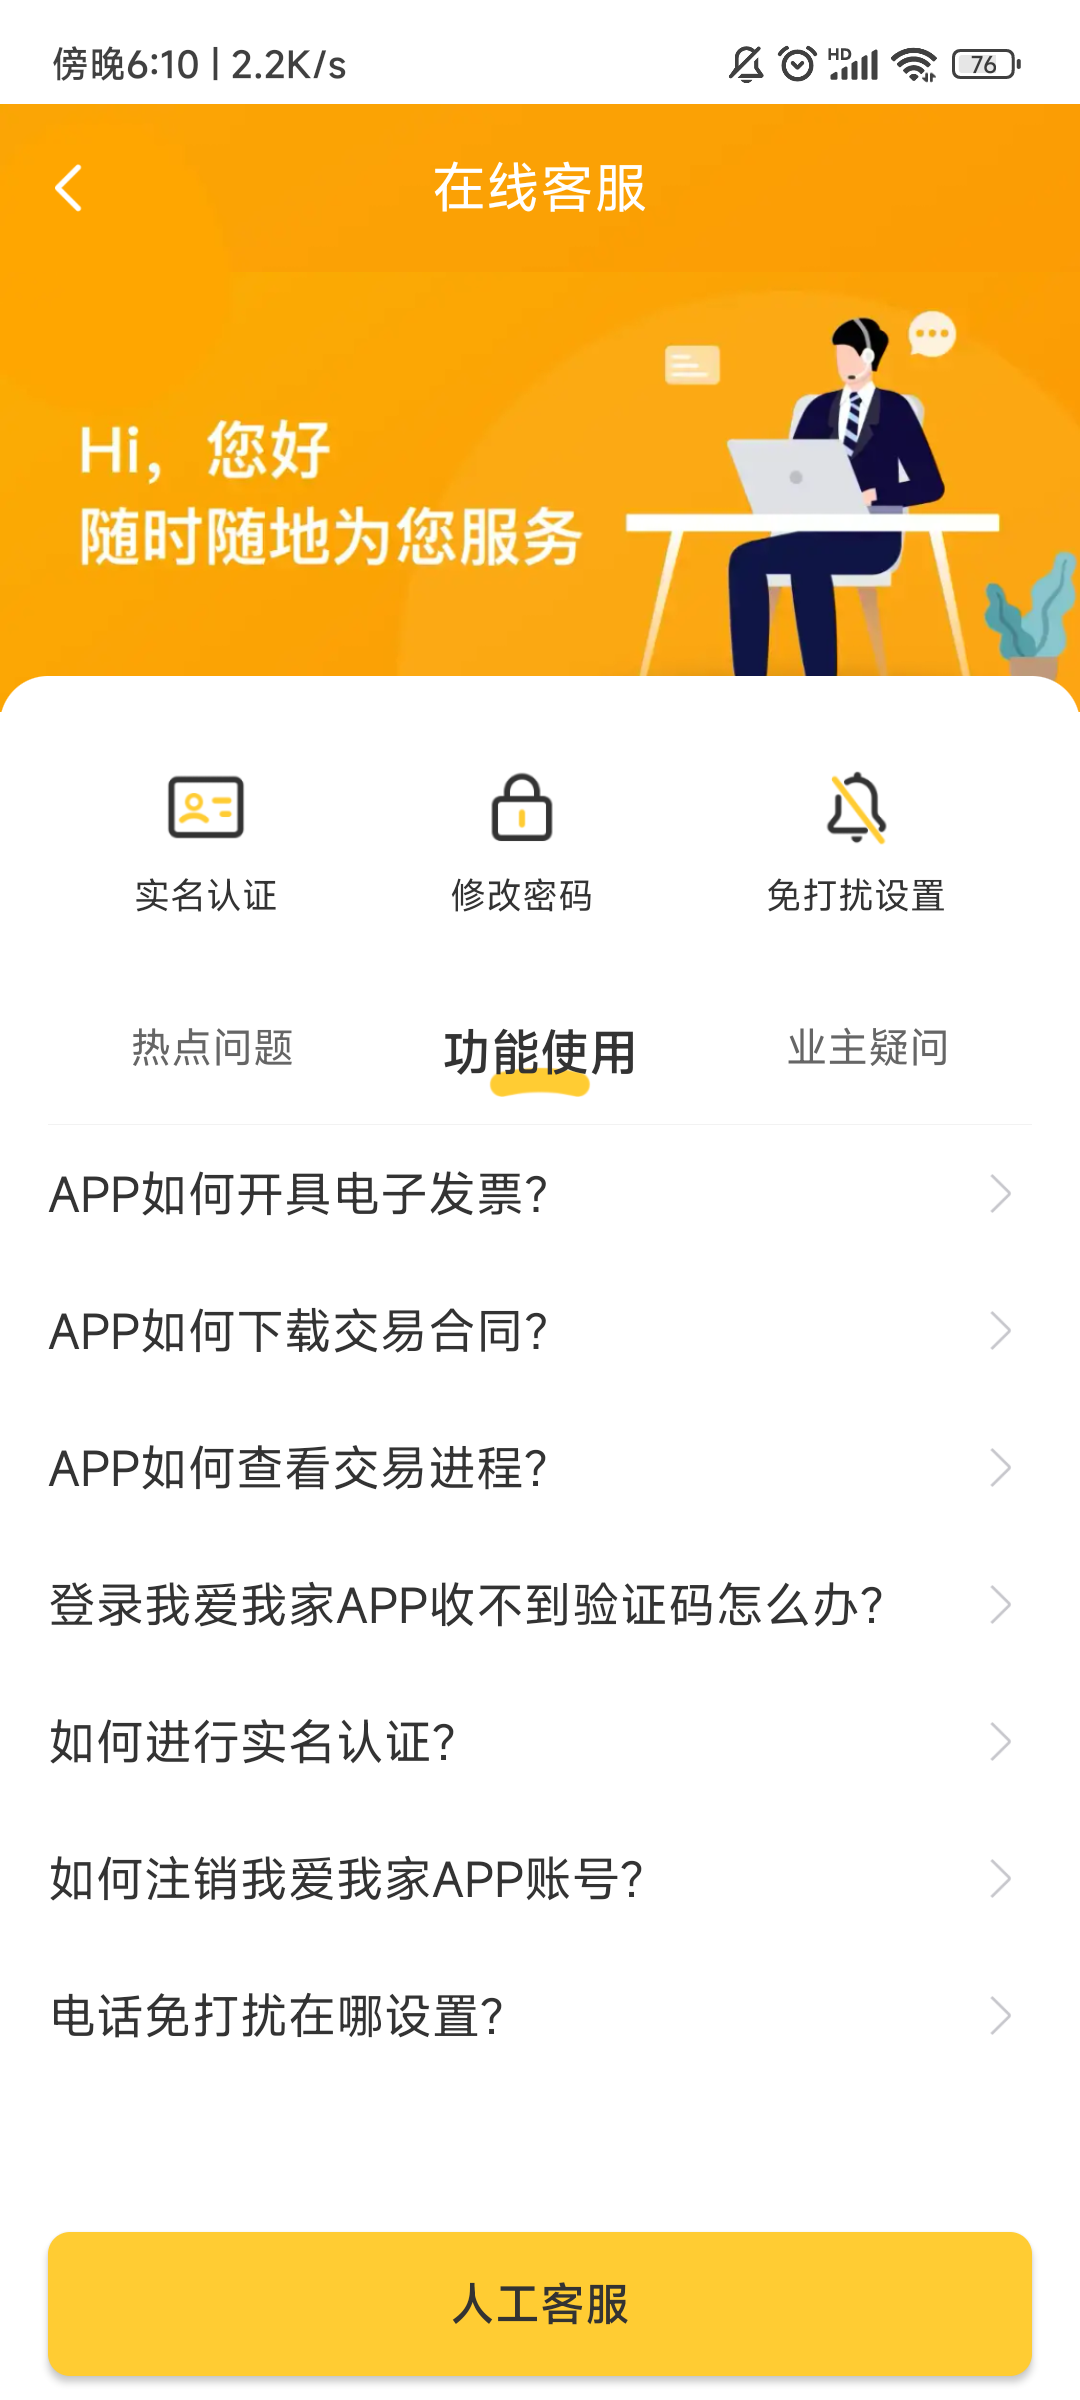 傍晚6:10 | 2.2K/s
HD
76
在线客服
Hi，您好
随时随地为您服务
实名认证 修改密码 免打扰设置
热点问题 功能使用 业主疑问
APP如何开具电子发票?
APP如何下载交易合同?
APP如何查看交易进程?
登录我爱我家APP收不到验证码怎么办?
如何进行实名认证?
如何注销我爱我家APP账号?
电话免打扰在哪设置?
人工客服